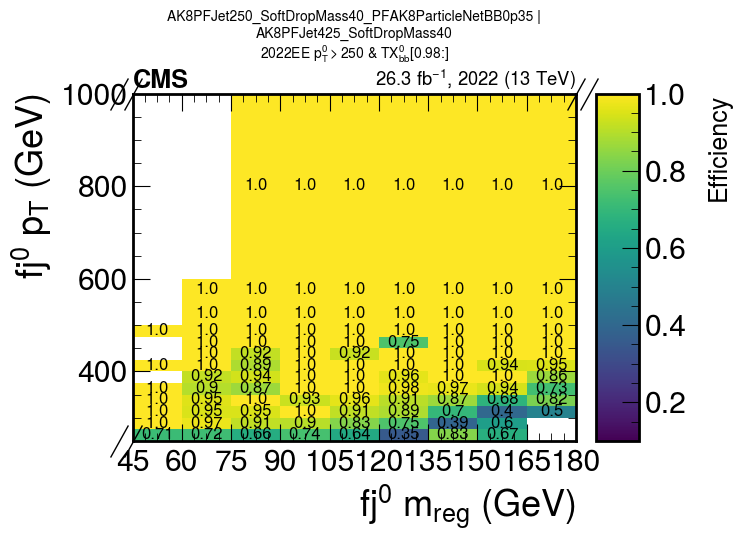 AK8PFJet250_SoftDropMass40_PFAK8ParticleNetBB0p35 |
AK8PFJet425_SoftDropMass40
2022EE p⁰_T > 250 & TX⁰_bb[0.98:]
CMS 26.3 fb⁻¹, 2022 (13 TeV)
1000 1.0
800 1.0 1.0 1.0 1.0 1.0 1.0 1.0 0.8
600 0.6
1.0 1.0 1.0 1.0 1.0 1.0 1.0 1.0
1.0 1.0 1.0 1.0 1.0 1.0 1.0 1.0
1.0 1.0 1.0 1.0 1.0 1.0 1.0 1.0 1.0
1.0 1.0 1.0 1.0 0.75 1.0 1.0 1.0
1.0 0.92 1.0 0.92 1.0 1.0 1.0 1.0
1.0 1.0 0.89 1.0 1.0 1.0 1.0 0.94 0.95
400 0.92 0.94 1.0 1.0 0.96 1.0 1.0 0.86 0.4
1.0 0.9 0.87 1.0 1.0 0.98 0.97 0.94 0.73
1.0 0.95 1.0 0.93 0.96 0.91 0.87 0.68 0.82
1.0 0.95 0.95 1.0 0.91 0.89 0.7 0.4 0.5
1.0 0.97 0.91 0.9 0.83 0.75 0.39 0.6
0.71 0.72 0.66 0.74 0.64 0.35 0.83 0.67
0.2
45 60 75 90 105 120 135 150 165 180
fj⁰ m_reg (GeV)
fj⁰ p_T (GeV)
Efficiency